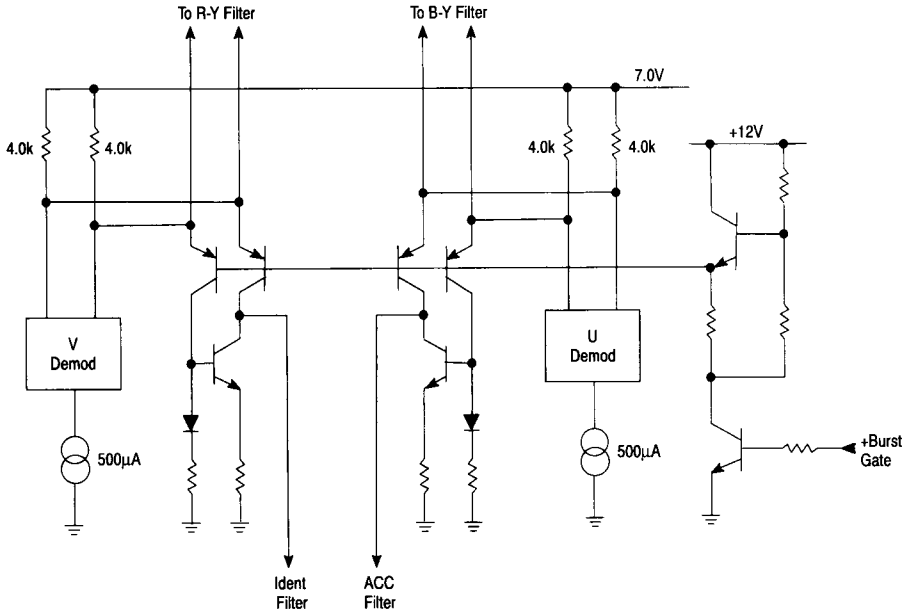 To R-Y Filter
To B-Y Filter
7.0V
4.0k
4.0k
4.0k
4.0k
+12V
V
Demod
U
Demod
500µA
500µA
+Burst
Gate
Ident
Filter
ACC
Filter